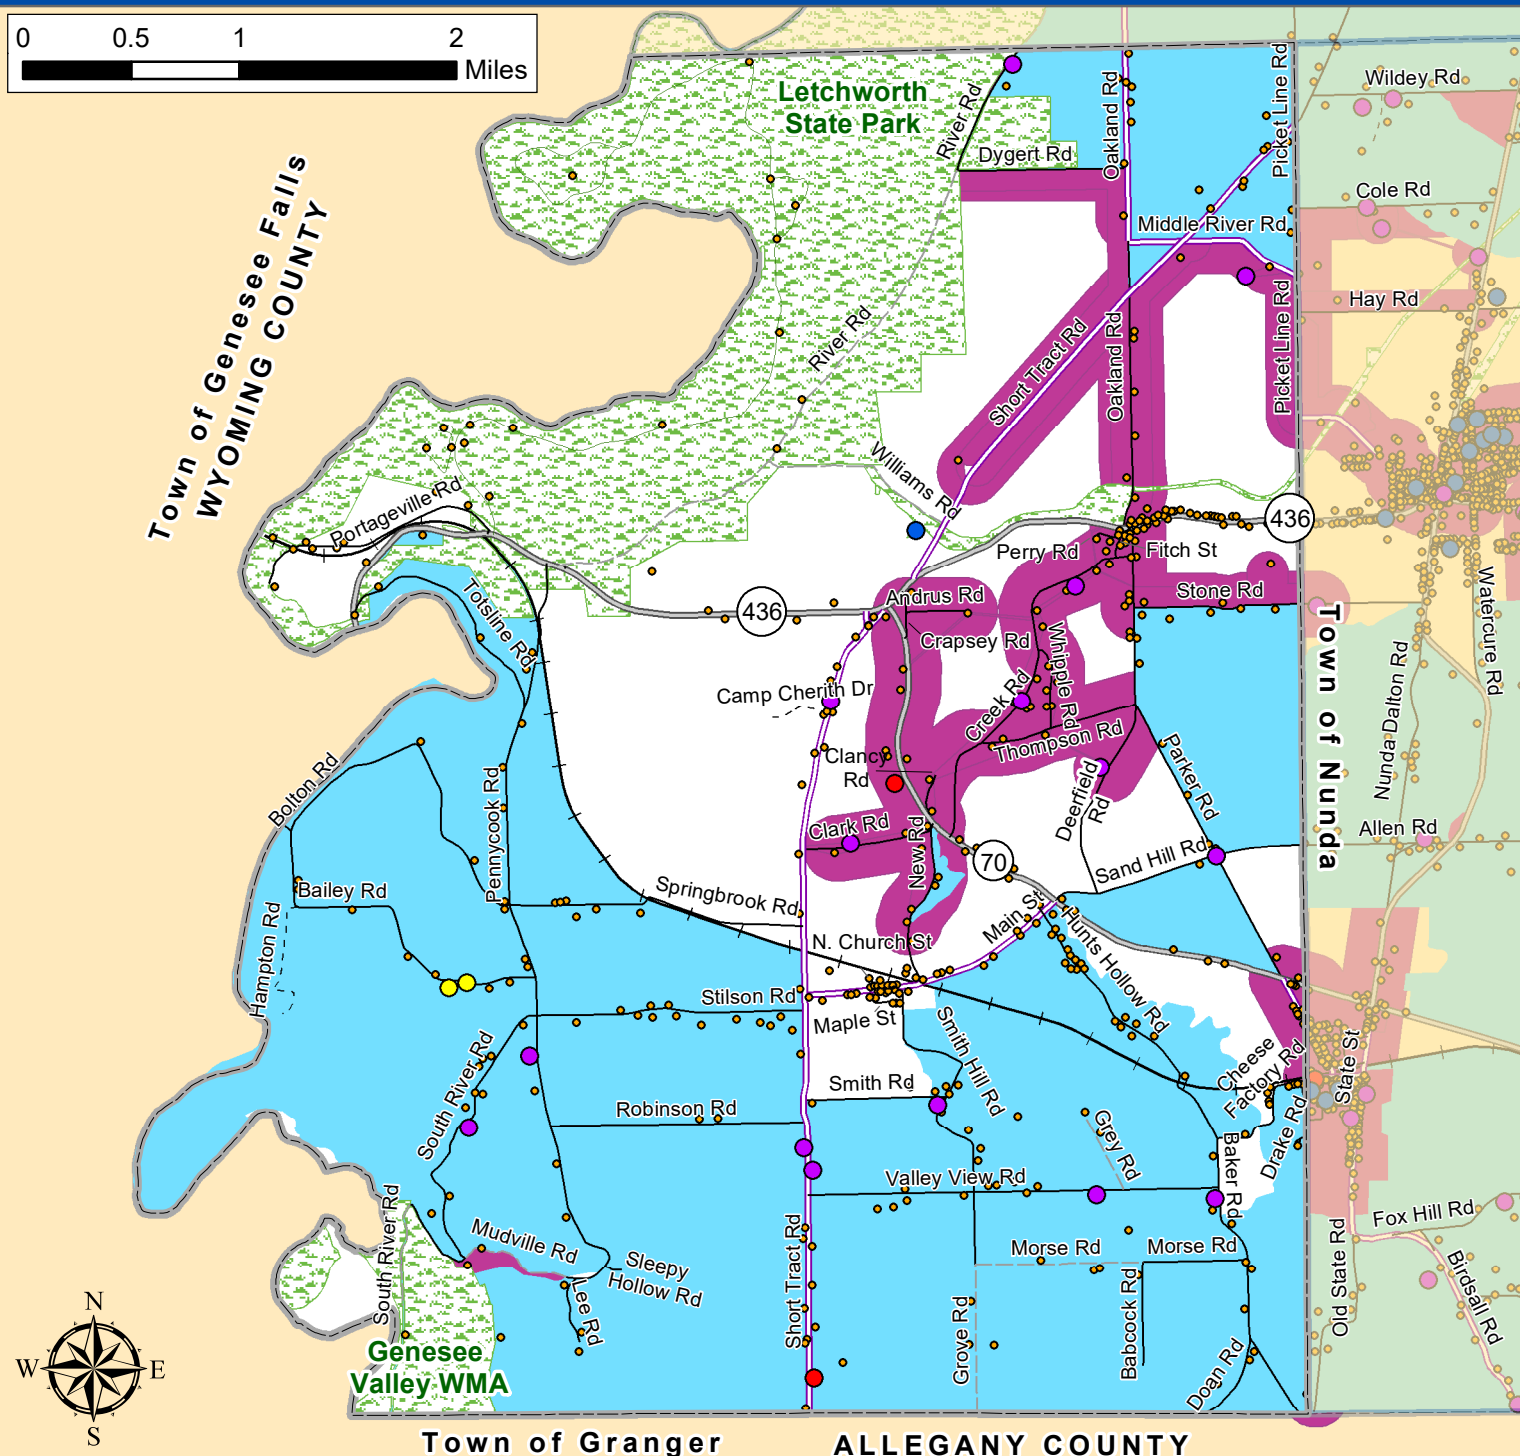 0 0.5 1 2
Miles
Letchworth
State Park
River Rd
Dygert Rd
Oakland Rd
Picket Line Rd
Wildey Rd
Cole Rd
Middle River Rd
Hay Rd
Town of Genesee Falls
WYOMING COUNTY
River Rd
Short Tract Rd
Oakland Rd
Picket Line Rd
Williams Rd
Portageville Rd
436
Perry Rd
Fitch St
Totsline Rd
436
Andrus Rd
Stone Rd
Watercure Rd
Crapsey Rd
Whipple Rd
Town of Nunda
Nunda Dalton Rd
Camp Cherith Dr
Creek Rd
Thompson Rd
Clancy
Rd
Parker Rd
Deerfield
Rd
Bolton Rd
Pennycook Rd
Clark Rd
New Rd
Allen Rd
70
Sand Hill Rd
Bailey Rd
Springbrook Rd
Main St
Hampton Rd
N. Church St
Hunts Hollow Rd
Stilson Rd
Maple St
Smith Hill Rd
Cheese
Factory Rd
State St
South River Rd
Smith Rd
Robinson Rd
Grey Rd
Drake Rd
Baker Rd
Valley View Rd
South River Rd
Mudville Rd
Sleepy
Hollow Rd
Short Tract Rd
Morse Rd
Morse Rd
Fox Hill Rd
Birdsall Rd
Old State Rd
Lee Rd
Grove Rd
Babcock Rd
Doan Rd
Genesee
Valley WMA
N
W E
S
Town of Granger
ALLEGANY COUNTY